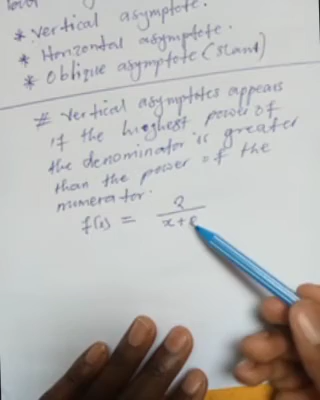 * Vertical asymptote.
* Horizontal asymptote.
* Oblique asymptote (slant)
# Vertical asymptotes appears
if the highest power of
the denominator is greater
than the power of the
numerator.
f(x) = 2
x+